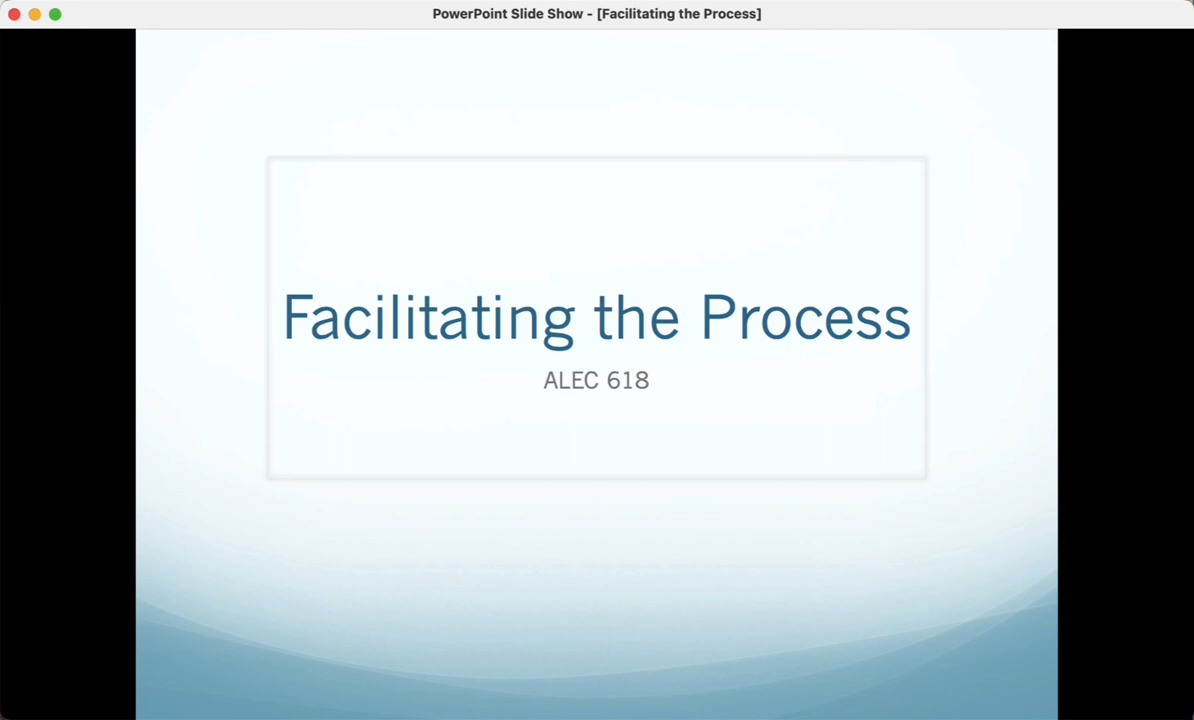 PowerPoint Slide Show - [Facilitating the Process]
Facilitating the Process
ALEC 618